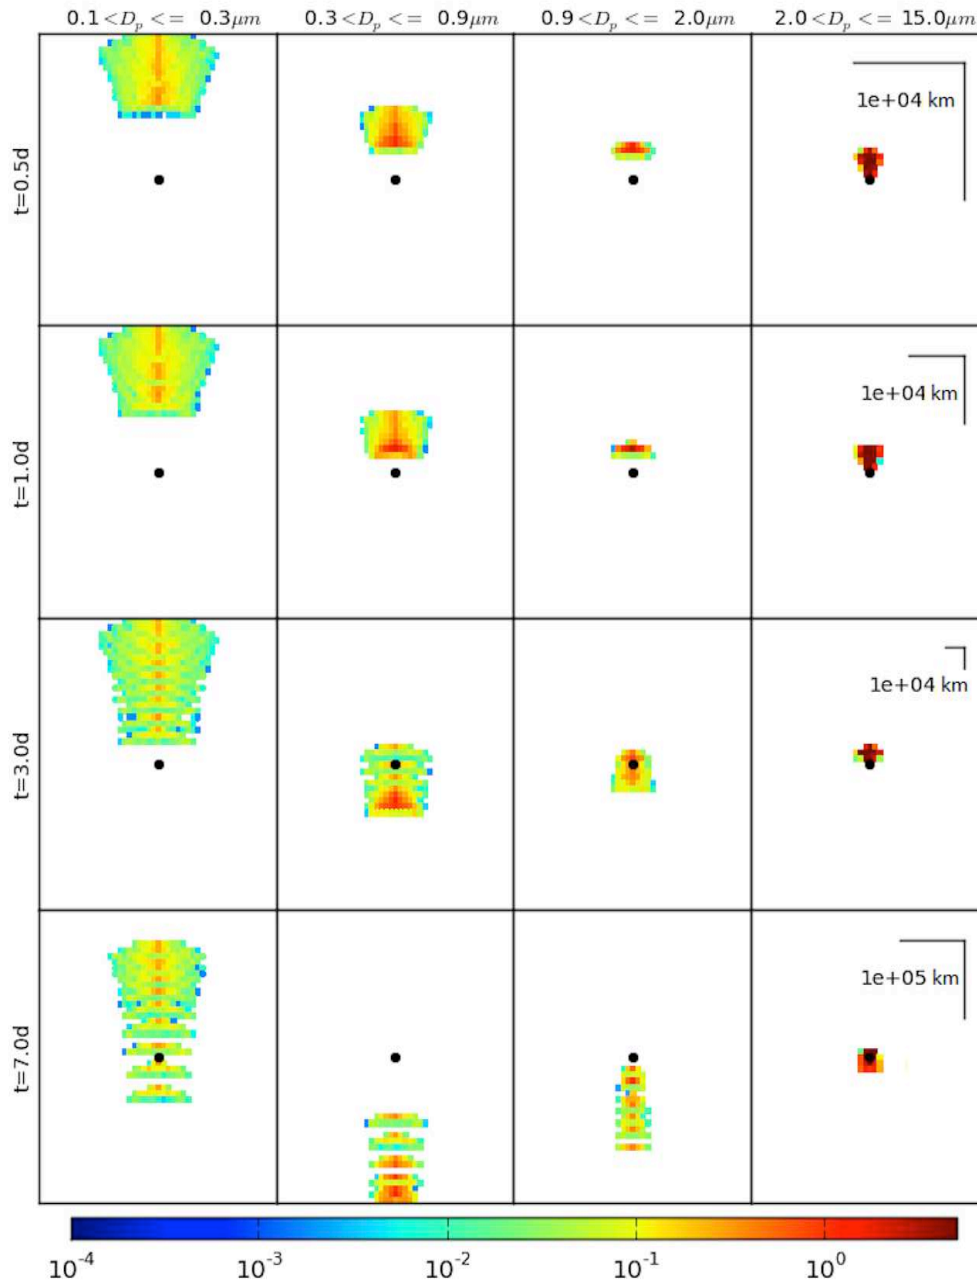 0.1 <D_p <= 0.3μm 0.3 <D_p <= 0.9μm 0.9 <D_p <= 2.0μm 2.0 <D_p <= 15.0μm
t=0.5d
1e+04 km
t=1.0d
1e+04 km
t=3.0d
1e+04 km
t=7.0d
1e+05 km
10^-4 10^-3 10^-2 10^-1 10^0